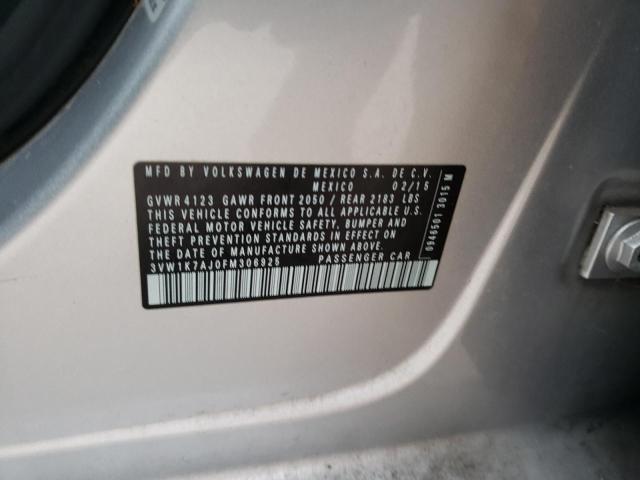 MFD BY VOLKSWAGEN DE MEXICO S.A. DE C.V.
MEXICO 02/15
GVWR 4123 GAWR FRONT 2050 / REAR 2183 LBS
THIS VEHICLE CONFORMS TO ALL APPLICABLE U.S.
FEDERAL MOTOR VEHICLE SAFETY, BUMPER AND
THEFT PREVENTION STANDARDS IN EFFECT ON
THE DATE OF MANUFACTURE SHOWN ABOVE.
3VW1K7AJ0FM306925 PASSENGER CAR
0946501 3015 M